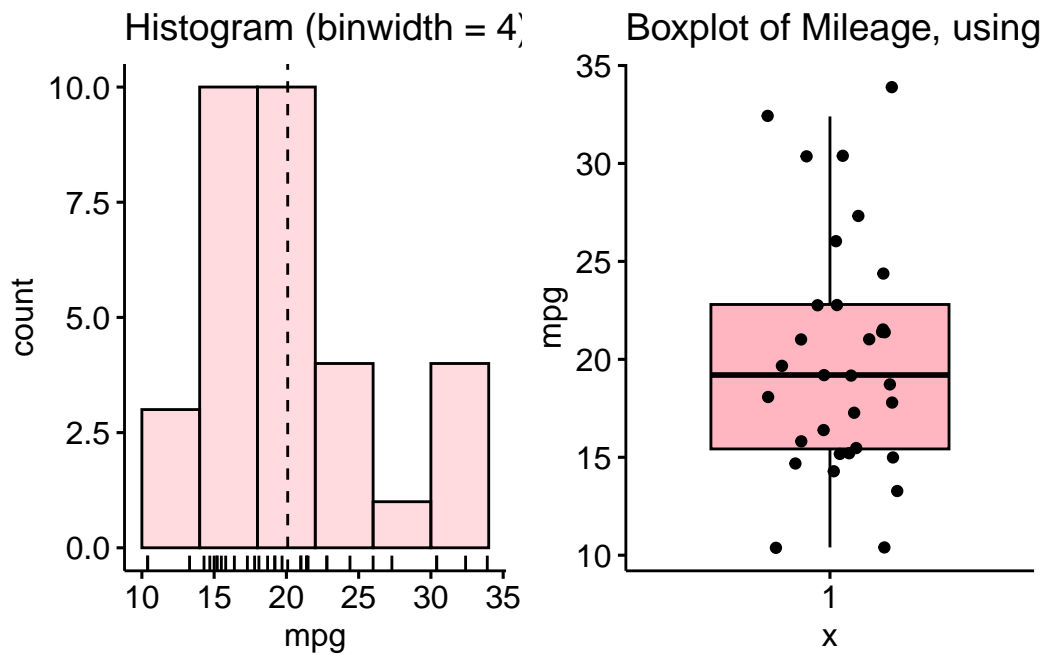 Histogram (binwidth = 4)
count
10.0
7.5
5.0
2.5
0.0
10 15 20 25 30 35
mpg
Boxplot of Mileage, using
mpg
35
30
25
20
15
10
1
x